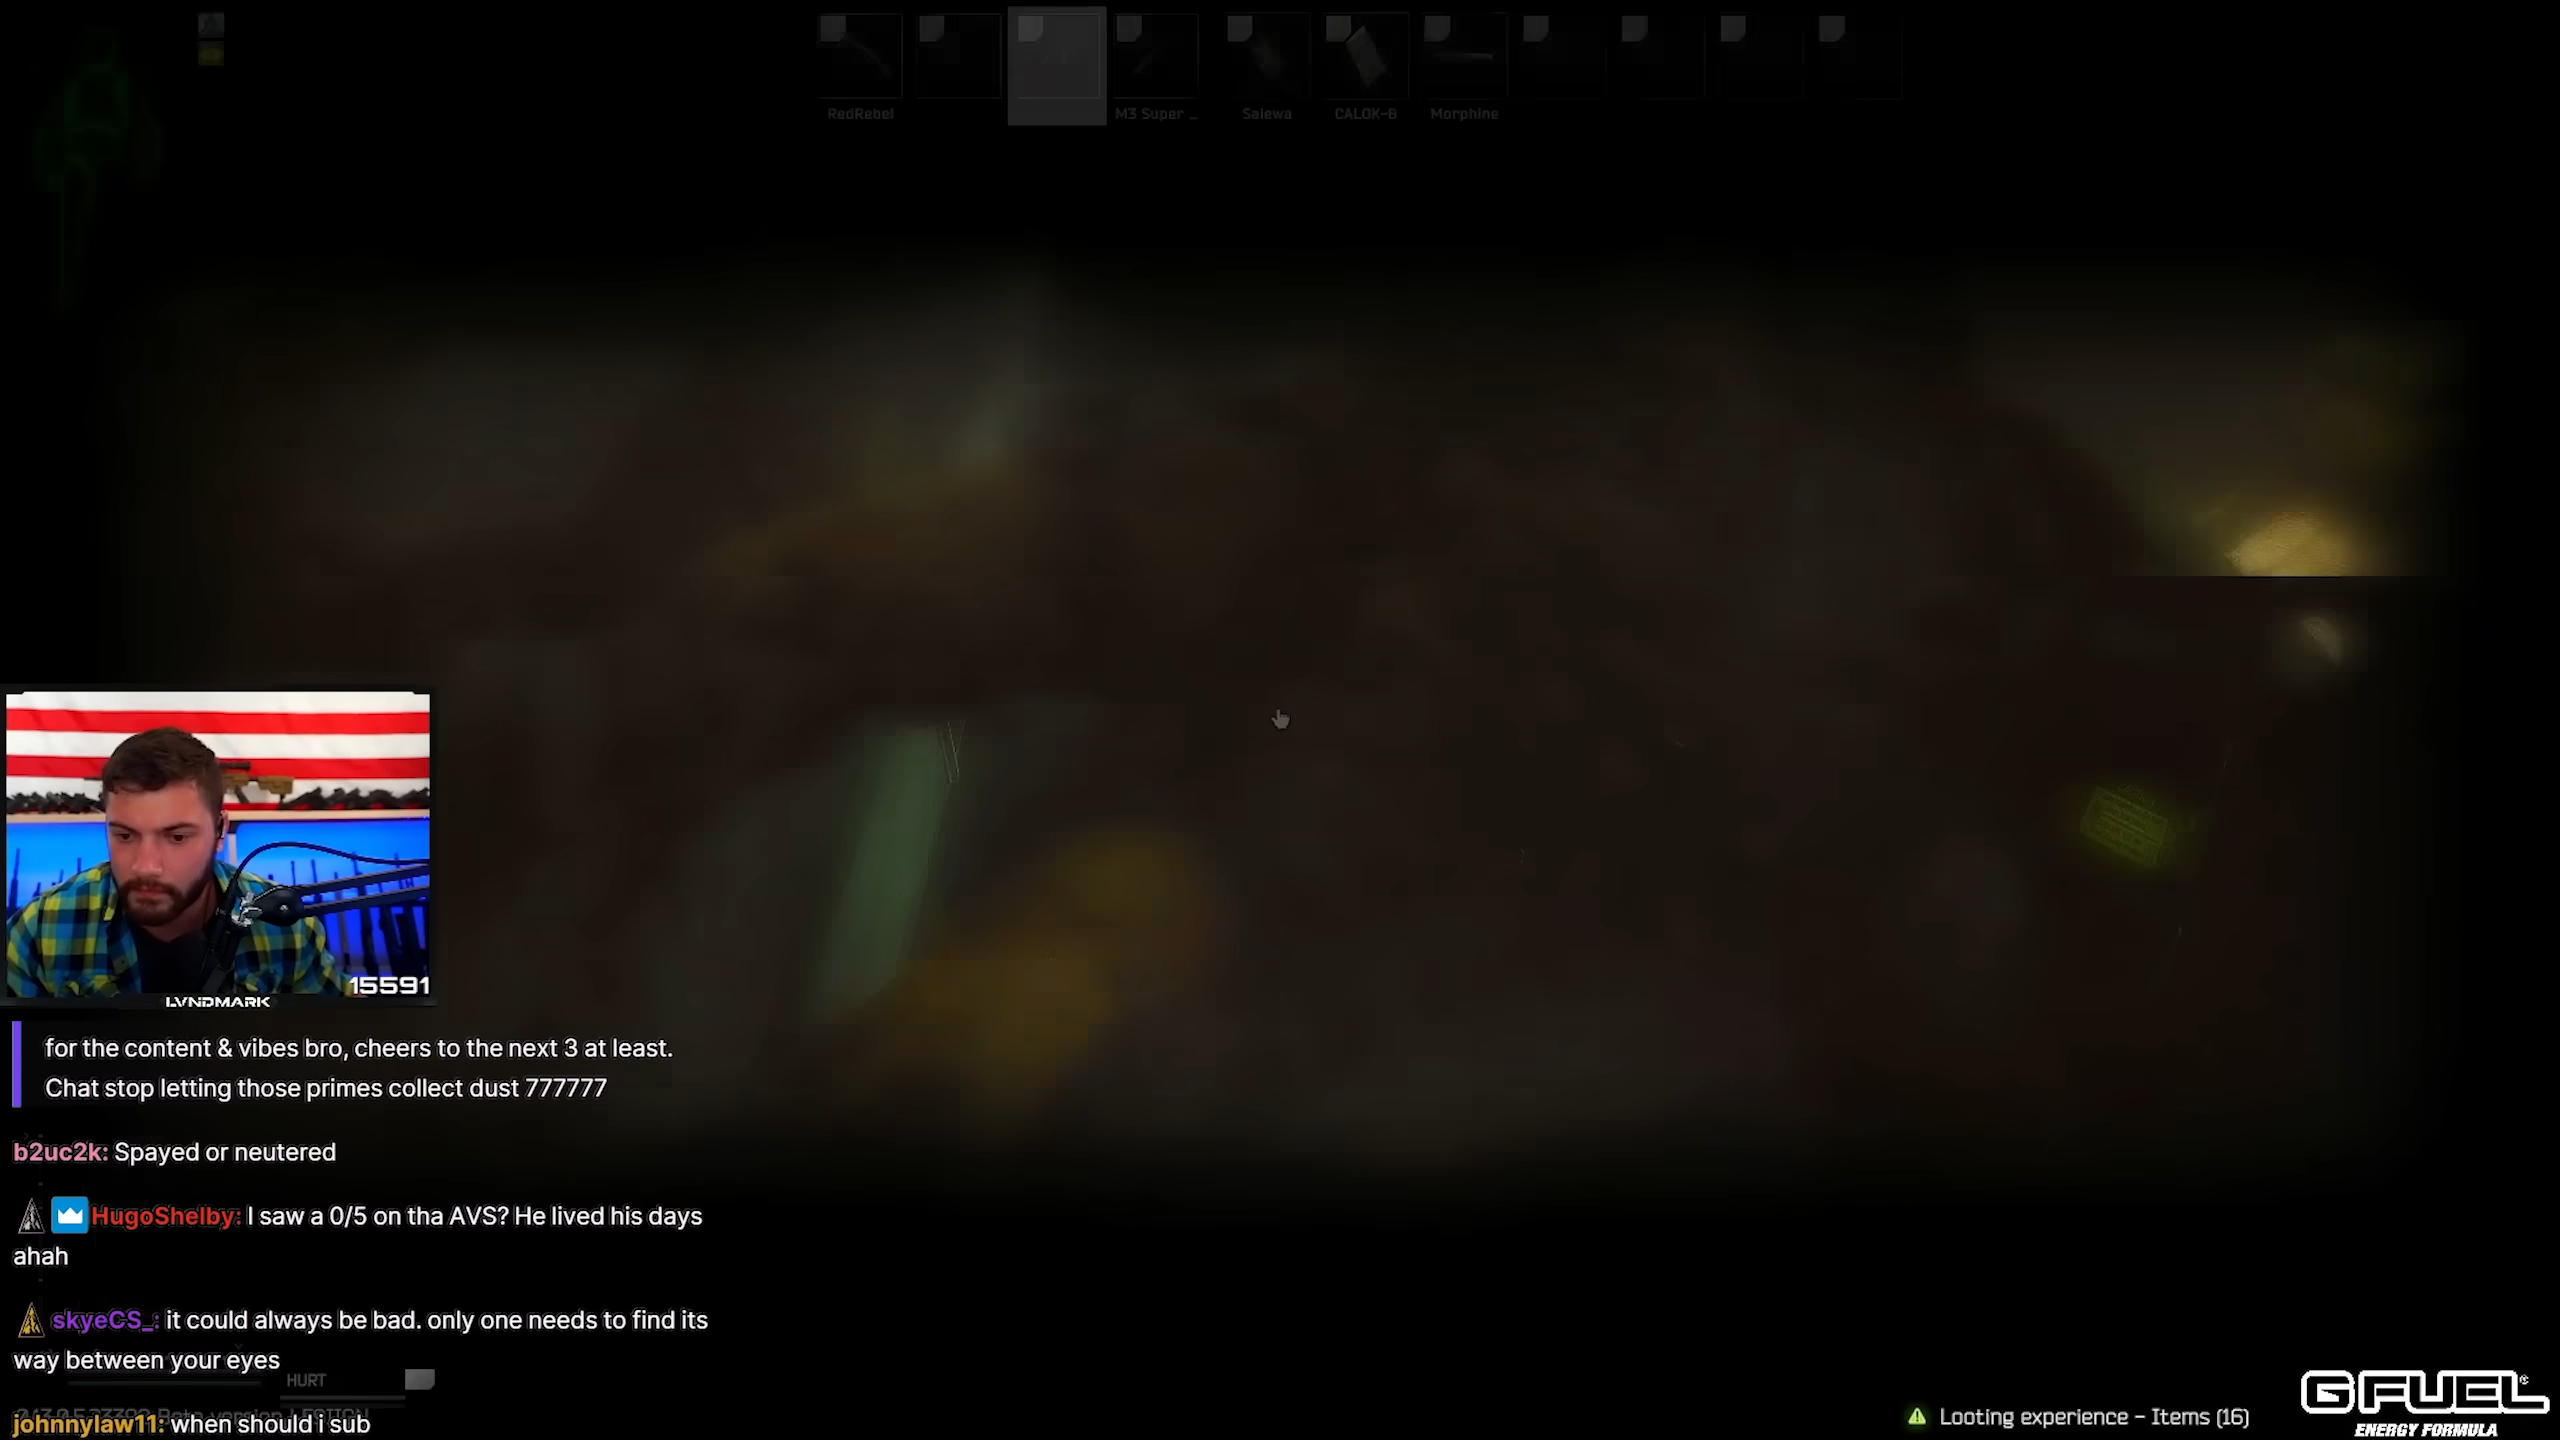 RedRebel
M3 Super _
Salewa
CALOK-B
Morphine
15591
LVNDMARK
for the content & vibes bro, cheers to the next 3 at least.
Chat stop letting those primes collect dust 777777
b2uc2k: Spayed or neutered
HugoShelby: I saw a 0/5 on tha AVS? He lived his days
ahah
skyeCS_: it could always be bad. only one needs to find its
way between your eyes
HURT
johnnylaw11: when should i sub
Looting experience - Items (16)
G FUEL
ENERGY FORMULA